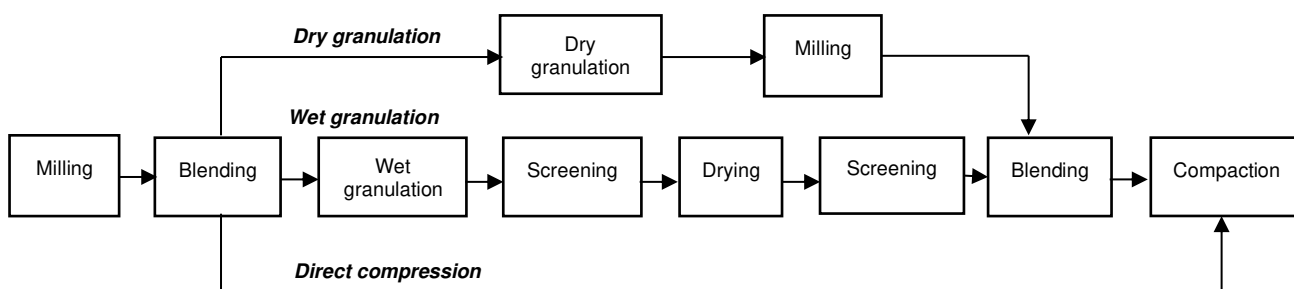 Dry granulation
Dry
granulation
Milling
Wet granulation
Milling
Blending
Wet
granulation
Screening
Drying
Screening
Blending
Compaction
Direct compression